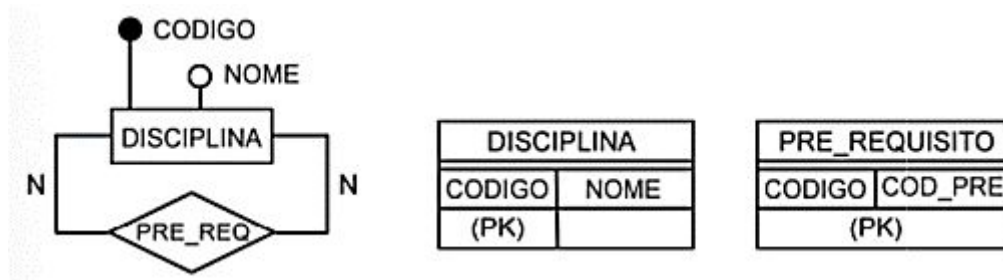 CODIGO
NOME
DISCIPLINA
N
N
PRE_REQ
DISCIPLINA
CODIGO NOME
(PK)
PRE_REQUISITO
CODIGO COD_PRE
(PK)